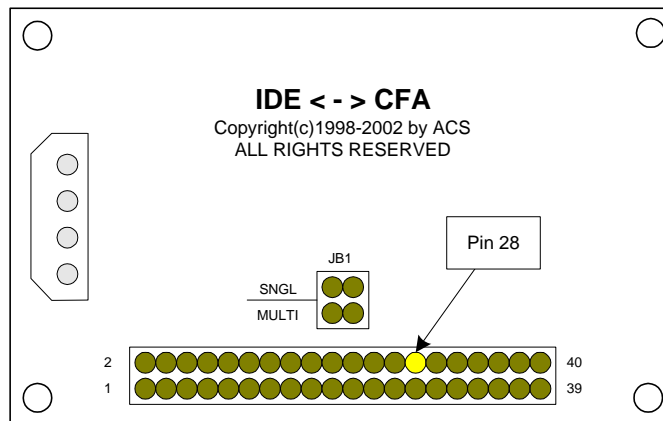 IDE < - > CFA
Copyright(c)1998-2002 by ACS
ALL RIGHTS RESERVED
Pin 28
JB1
SNGL
MULTI
2
40
1
39